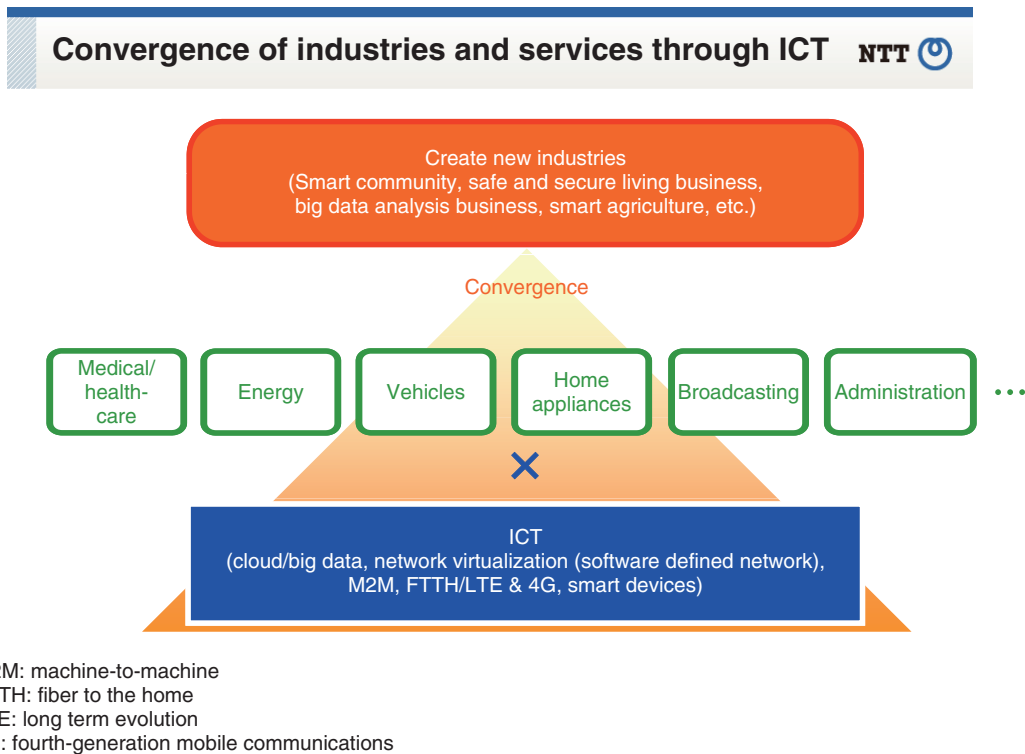 Convergence of industries and services through ICT
NTT
Create new industries
(Smart community, safe and secure living business,
big data analysis business, smart agriculture, etc.)
Convergence
Medical/
health-
care
Energy
Vehicles
Home
appliances
Broadcasting
Administration
•••
×
ICT
(cloud/big data, network virtualization (software defined network),
M2M, FTTH/LTE & 4G, smart devices)
M: machine-to-machine
TH: fiber to the home
E: long term evolution
: fourth-generation mobile communications